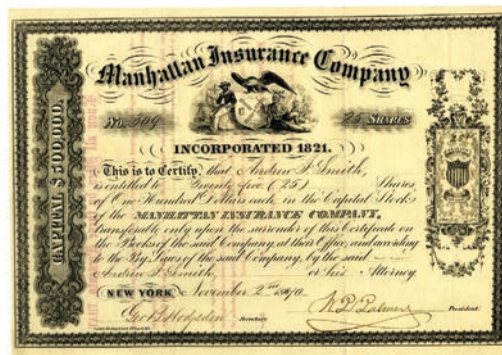 Manhattan Insurance Company
No. 509 25 SHARES
INCORPORATED 1821.
CAPITAL $500,000.
This is to Certify, that Andrew F. Smith,
is entitled to Twenty five (25) Shares
of One Hundred Dollars each, in the Capital Stock
of the MANHATTAN INSURANCE COMPANY,
transferable only upon the surrender of this Certificate on
the Books of the said Company, at their Office, and according
to the By Laws of the said Company, by the said
Andrew F. Smith, or his Attorney
NEW YORK November 2nd 1870
Secretary President